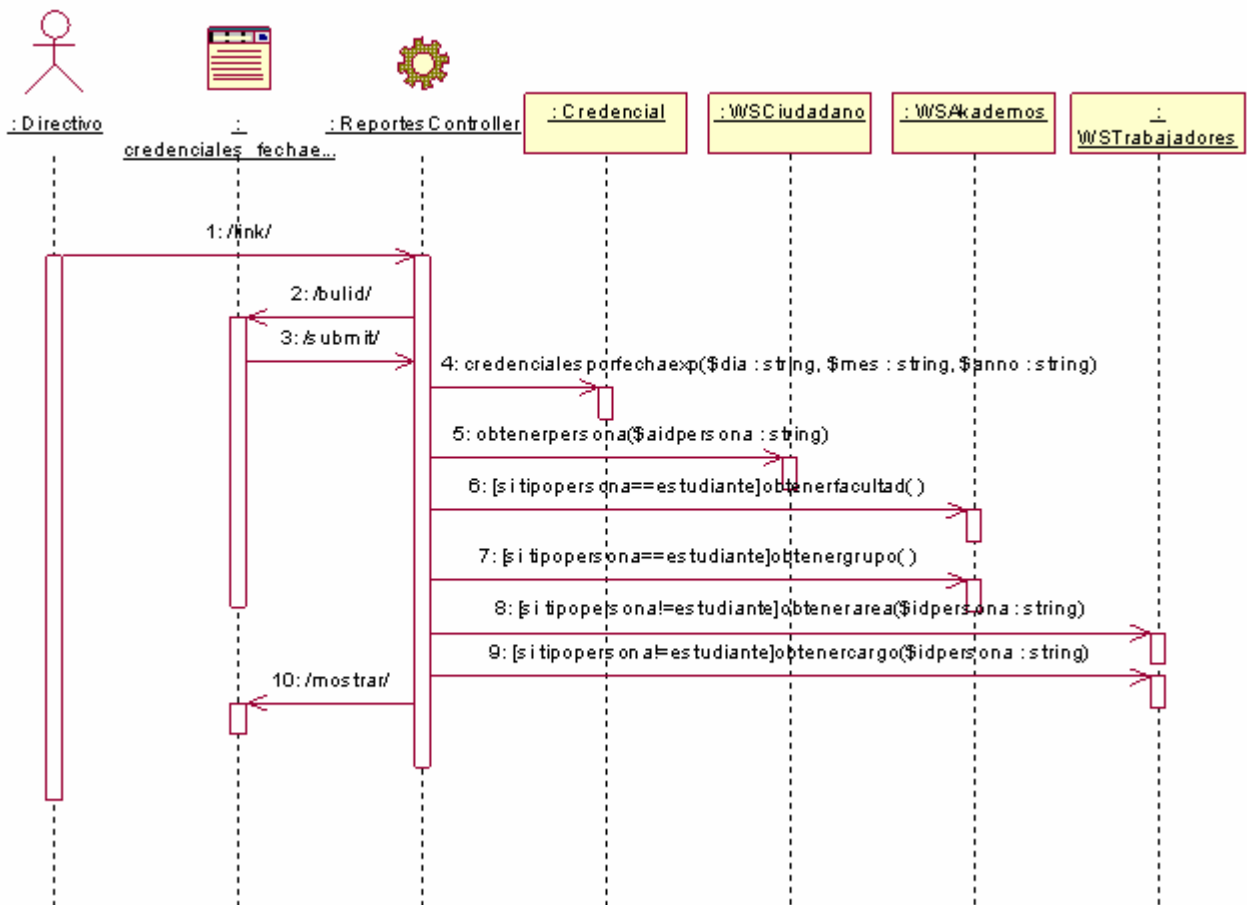 : Directivo
:
credenciales_fechae...
: ReportesController
: Credencial
: WSCiudadano
: WSAkademos
:
WSTrabajadores
1: /link/
2: /bulid/
3: /submit/
4: credencialesporfechaexp($dia : string, $mes : string, $anno : string)
5: obtenerpersona($aidpersona : string)
6: [si tipopersona==estudiante]obtenerfacultad( )
7: [si tipopersona==estudiante]obtenergrupo( )
8: [si tipopersona!=estudiante]obtenerarea($idpersona : string)
9: [si tipopersona!=estudiante]obtenercargo($idpersona : string)
10: /mostrar/